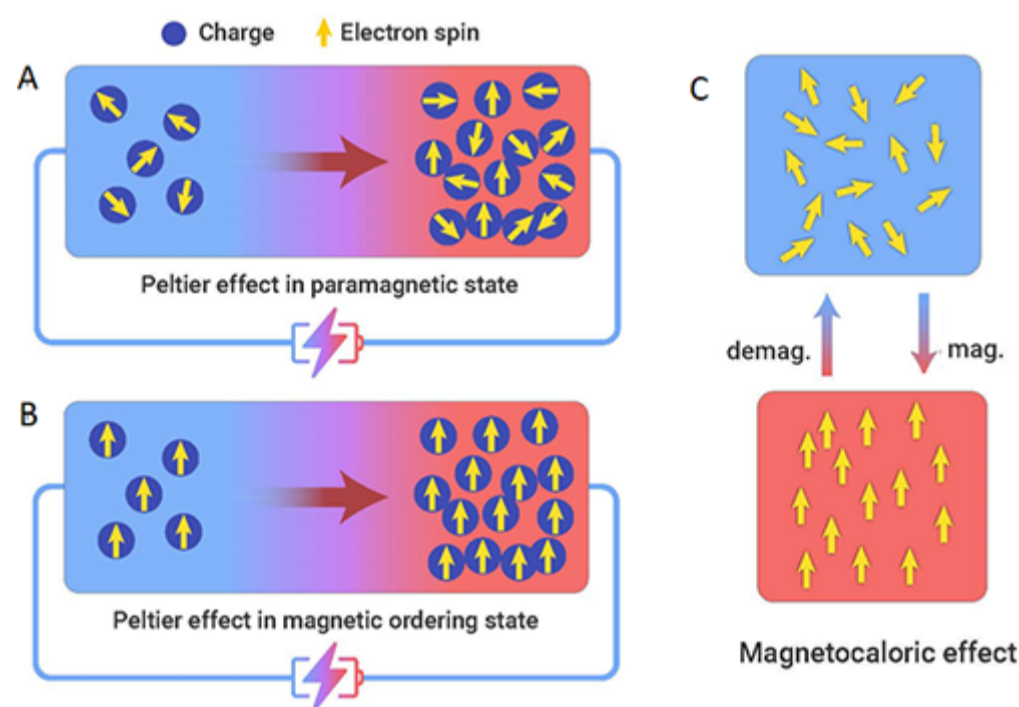 Charge
Electron spin
A
Peltier effect in paramagnetic state
B
Peltier effect in magnetic ordering state
C
demag.
mag.
Magnetocaloric effect